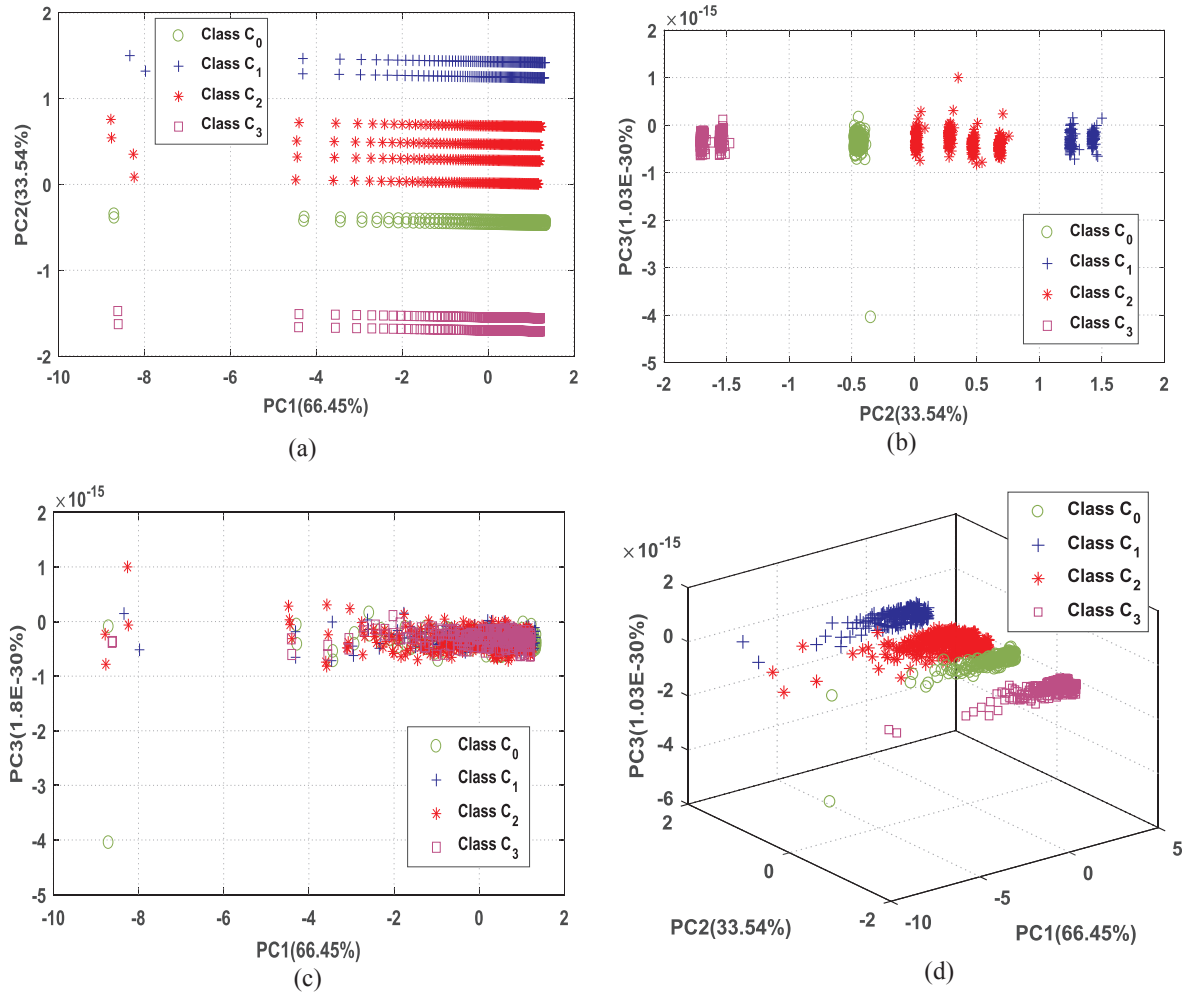 2
1
0
-1
-2
-10
-8
-6
-4
-2
0
2
PC2(33.54%)
PC1(66.45%)
Class C0
Class C1
Class C2
Class C3
(a)
×10-15
2
1
0
-1
-2
-3
-4
-5
-2
-1.5
-1
-0.5
0
0.5
1
1.5
2
PC3(1.03E-30%)
PC2(33.54%)
Class C0
Class C1
Class C2
Class C3
(b)
×10-15
2
1
0
-1
-2
-3
-4
-5
-10
-8
-6
-4
-2
0
2
PC3(1.8E-30%)
PC1(66.45%)
Class C0
Class C1
Class C2
Class C3
(c)
×10-15
2
0
-2
-4
-6
2
0
-2
-10
-5
0
5
PC3(1.03E-30%)
PC2(33.54%)
PC1(66.45%)
Class C0
Class C1
Class C2
Class C3
(d)